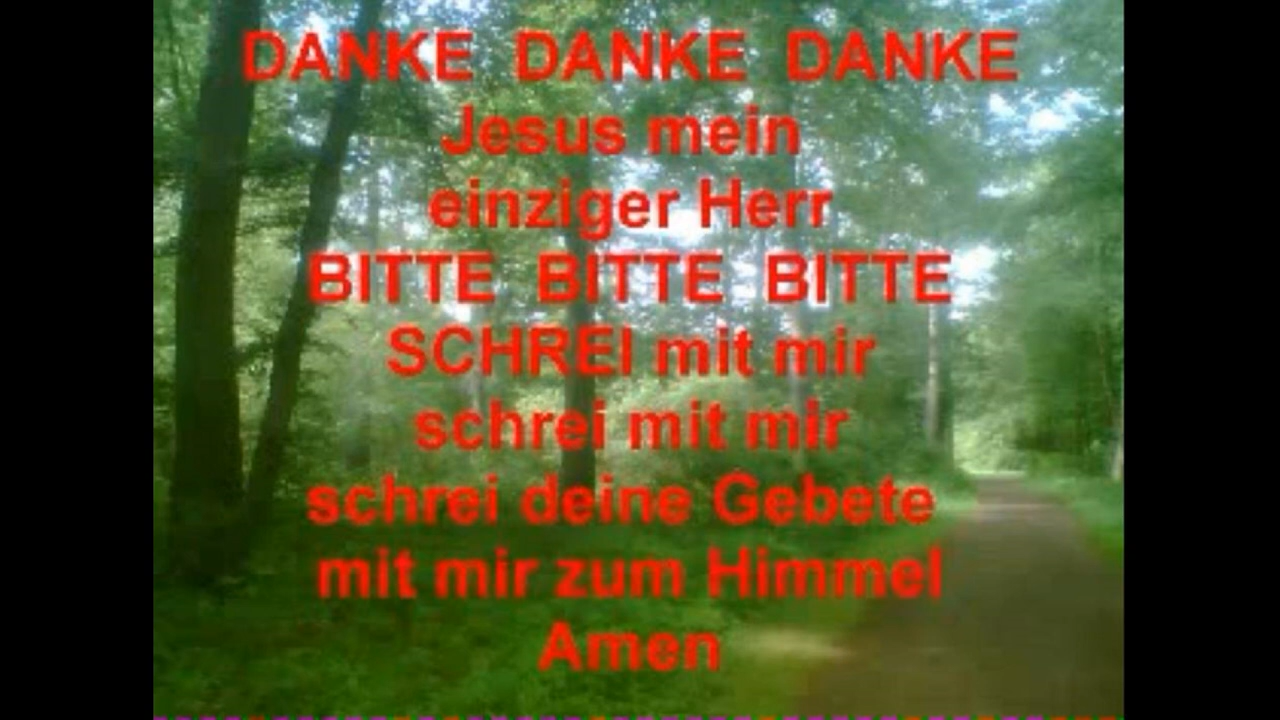 DANKE DANKE DANKE
Jesus mein
einziger Herr
BITTE BITTE BITTE
SCHREI mit mir
schrei mit mir
schrei deine Gebete
mit mir zum Himmel
Amen